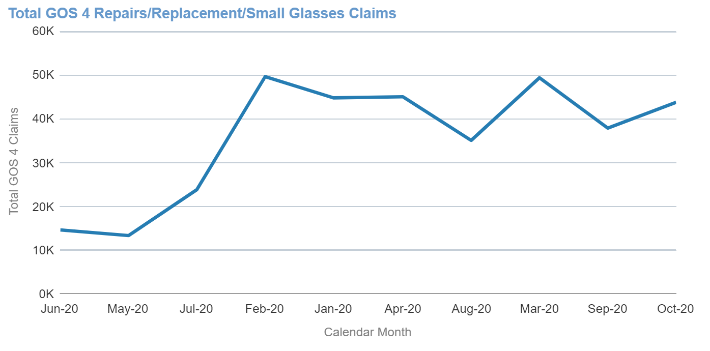 Total GOS 4 Repairs/Replacement/Small Glasses Claims
60K
50K
40K
30K
20K
10K
0K
Total GOS 4 Claims
Jun-20 May-20 Jul-20 Feb-20 Jan-20 Apr-20 Aug-20 Mar-20 Sep-20 Oct-20
Calendar Month